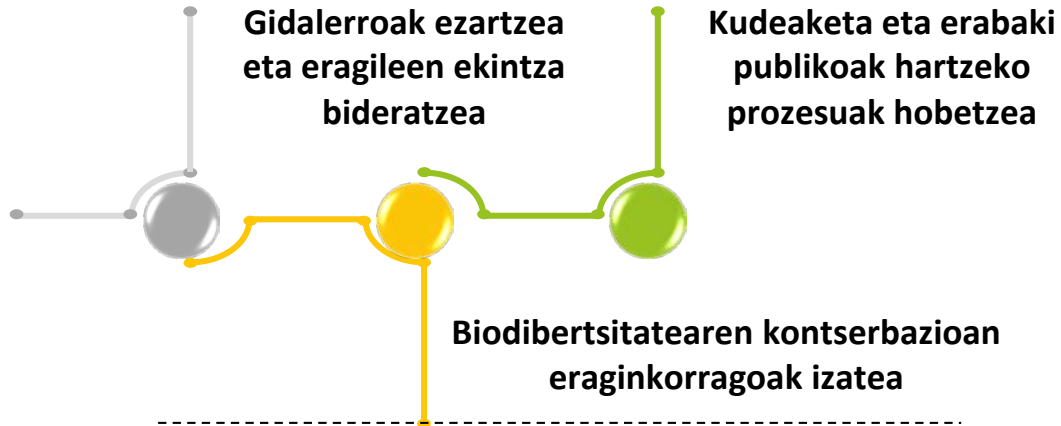 Gidalerroak ezartzea
eta eragileen ekintza
bideratzea
Kudeaketa eta erabaki
publikoak hartzeko
prozesuak hobetzea
Biodibertsitatearen kontserbazioan
eraginkorragoak izatea